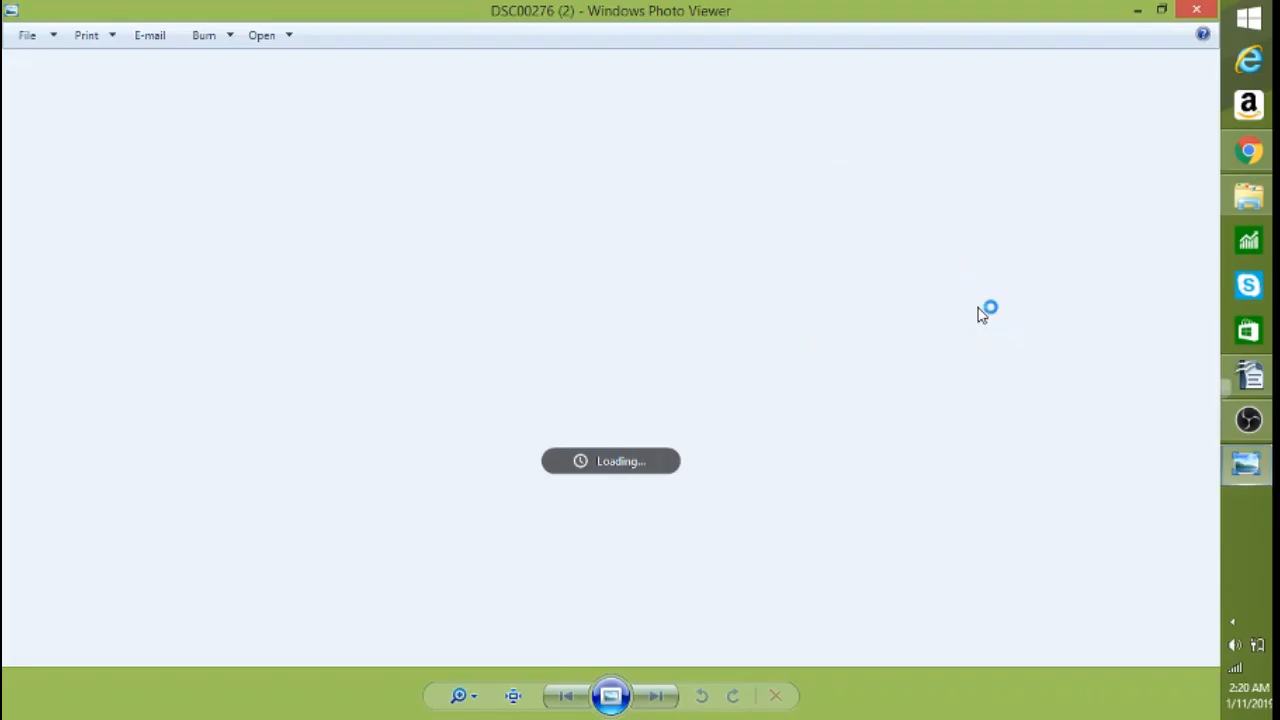 DSC00276 (2) - Windows Photo Viewer
File Print E-mail Burn Open
Loading...
2:20 AM
1/11/2019